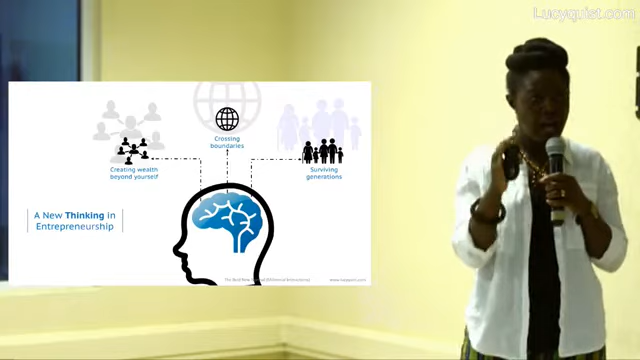 Lucyquist.com
Crossing
boundaries
Creating wealth
beyond yourself
Surviving
generations
A New Thinking in
Entrepreneurship